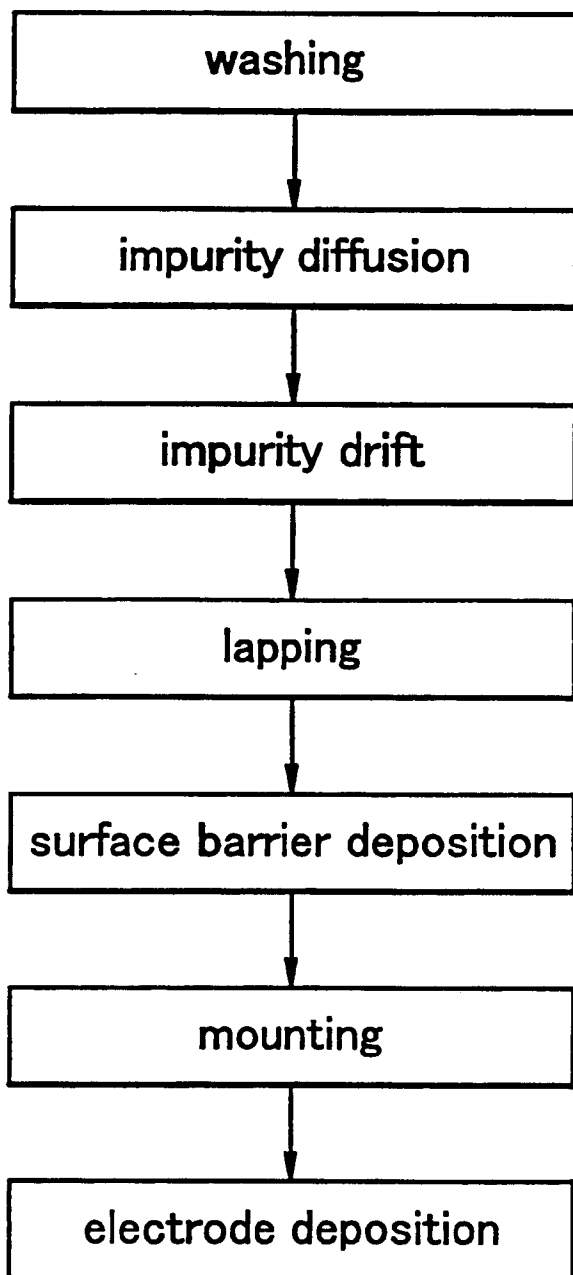 washing
impurity diffusion
impurity drift
lapping
surface barrier deposition
mounting
electrode deposition